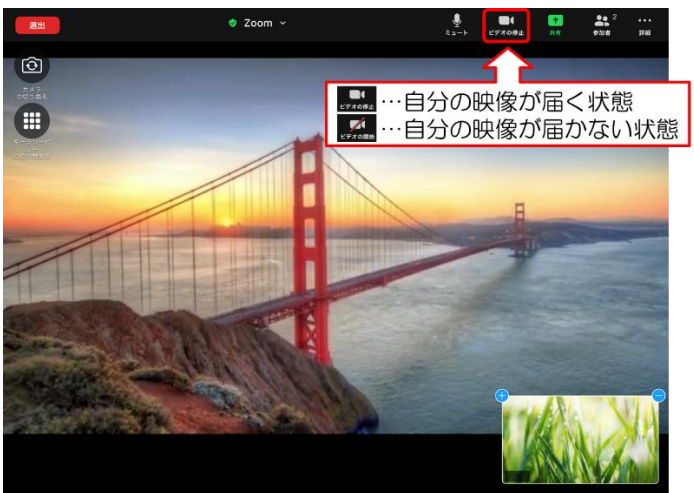 退出
Zoom
ミュート
ビデオの停止
共有
参加者
2
詳細
カメラ
の切り替え
ビデオの停止 …自分の映像が届く状態
ビデオの開始 …自分の映像が届かない状態